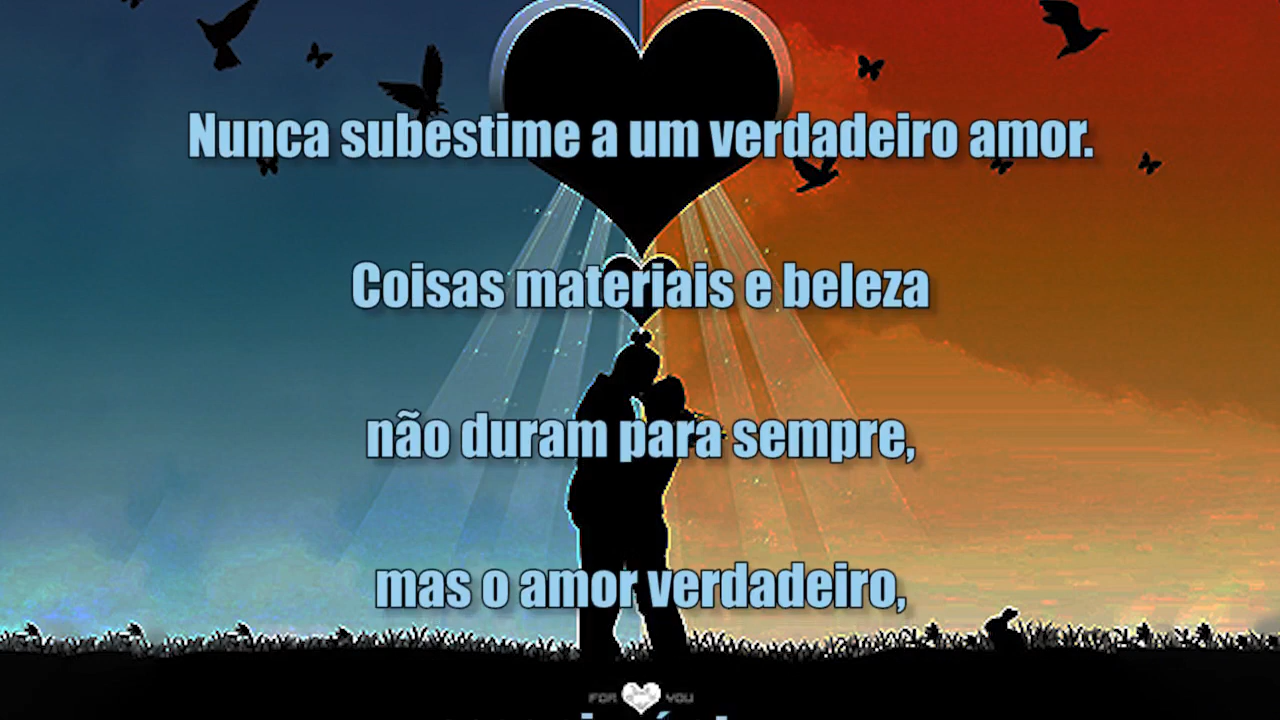 Nunca subestime a um verdadeiro amor.
Coisas materiais e beleza
não duram para sempre,
mas o amor verdadeiro,
FOR YOU